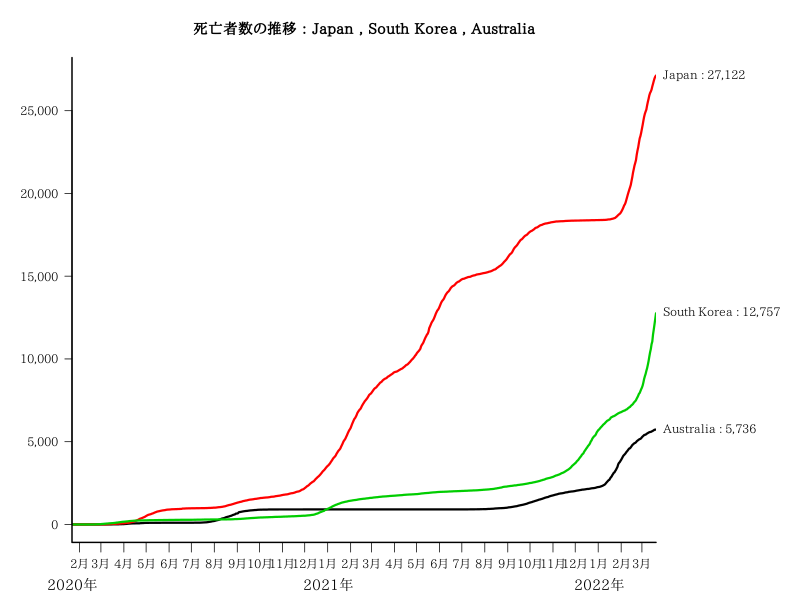 死亡者数の推移 : Japan , South Korea , Australia
Japan : 27,122
25,000
20,000
15,000
South Korea : 12,757
10,000
5,000
Australia : 5,736
0
2月 3月 4月 5月 6月 7月 8月 9月 10月 11月 12月 1月 2月 3月 4月 5月 6月 7月 8月 9月 10月 11月 12月 1月 2月 3月
2020年 2021年 2022年